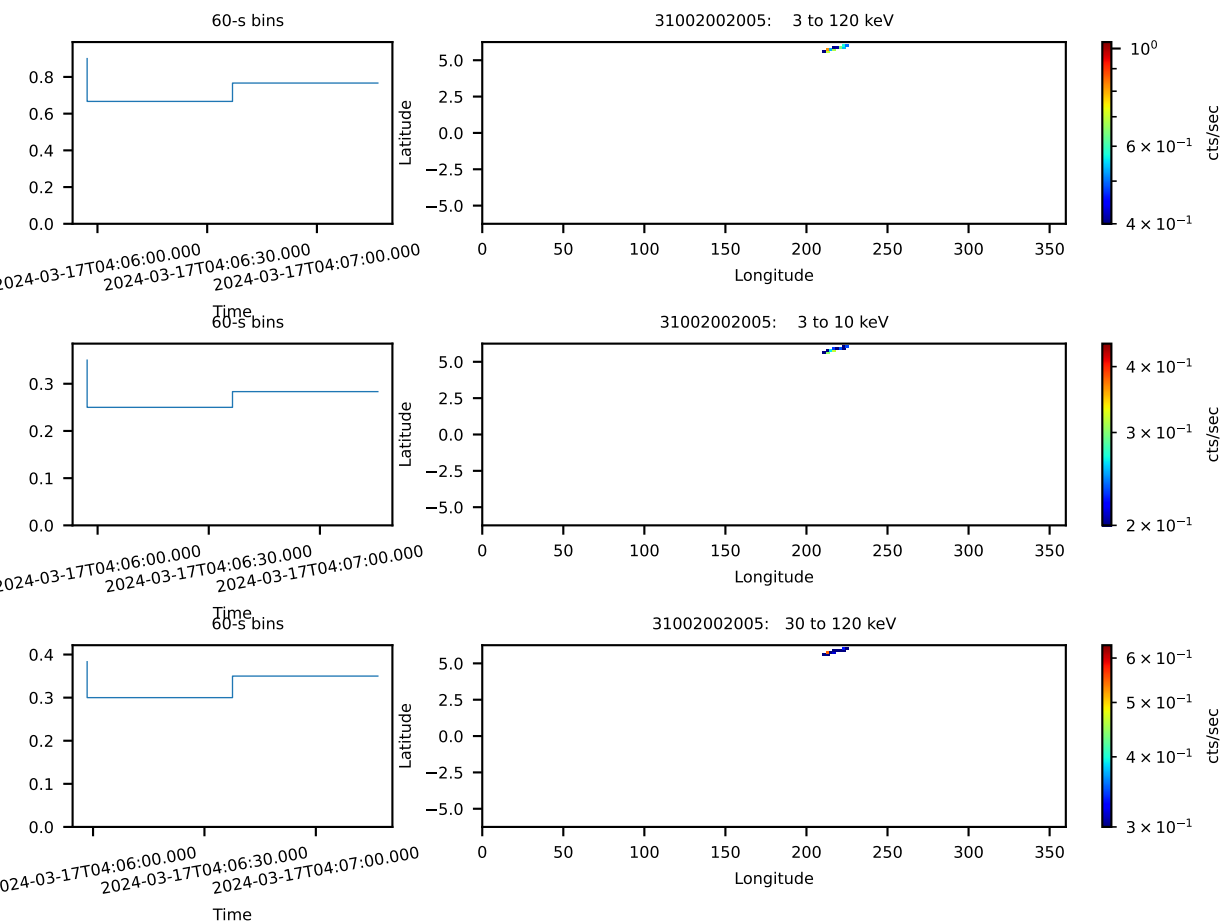 60-s bins
31002002005: 3 to 120 keV
0.8
0.6
0.4
0.2
0.0
Latitude
5.0
2.5
0.0
−2.5
−5.0
10⁰
6 × 10⁻¹
4 × 10⁻¹
cts/sec
2024-03-17T04:06:00.000
2024-03-17T04:06:30.000
2024-03-17T04:07:00.000
0 50 100 150 200 250 300 350
Time
Longitude
60-s bins
31002002005: 3 to 10 keV
0.3
0.2
0.1
0.0
Latitude
5.0
2.5
0.0
−2.5
−5.0
4 × 10⁻¹
3 × 10⁻¹
2 × 10⁻¹
cts/sec
2024-03-17T04:06:00.000
2024-03-17T04:06:30.000
2024-03-17T04:07:00.000
0 50 100 150 200 250 300 350
Time
Longitude
60-s bins
31002002005: 30 to 120 keV
0.4
0.3
0.2
0.1
0.0
Latitude
5.0
2.5
0.0
−2.5
−5.0
6 × 10⁻¹
5 × 10⁻¹
4 × 10⁻¹
3 × 10⁻¹
cts/sec
024-03-17T04:06:00.000
2024-03-17T04:06:30.000
2024-03-17T04:07:00.000
0 50 100 150 200 250 300 350
Time
Longitude